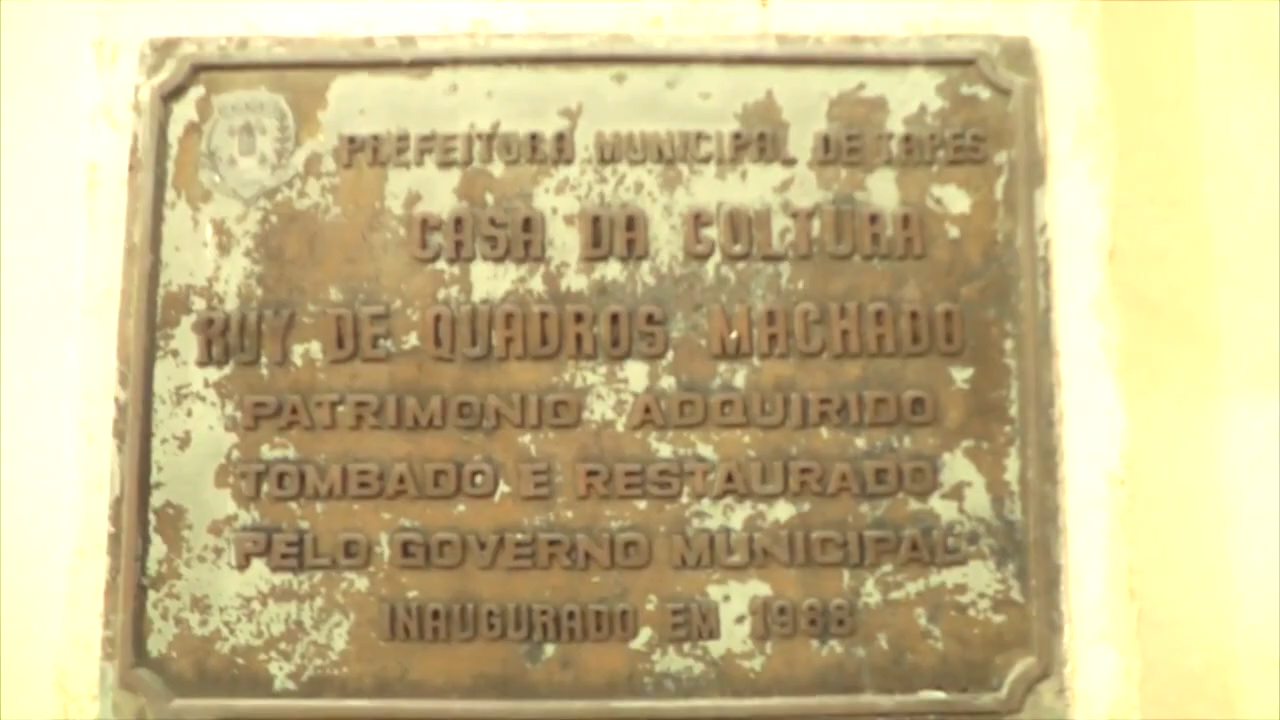 PREFEITURA MUNICIPAL DE TAPES
CASA DA CULTURA
RUY DE QUADROS MACHADO
PATRIMONIO ADQUIRIDO
TOMBADO E RESTAURADO
PELO GOVERNO MUNICIPAL
INAUGURADO EM 1988